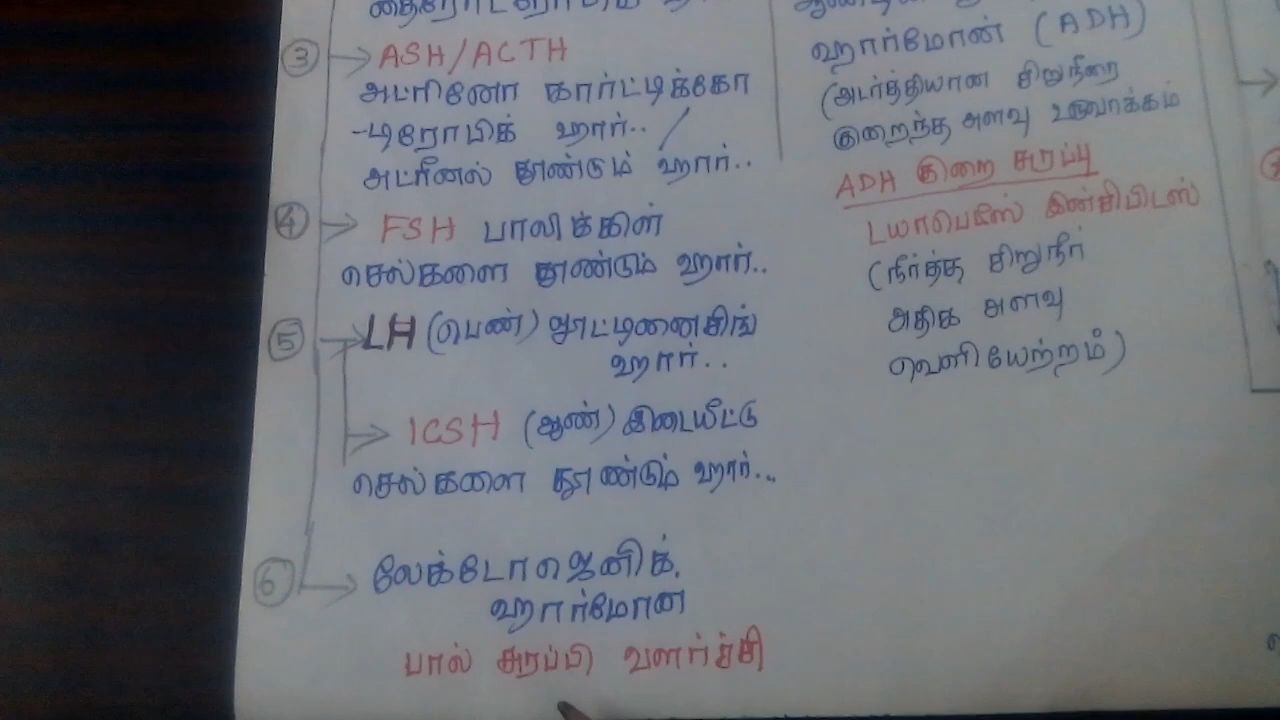 ③ → ASH/ACTH
அட்ரினோ கார்ட்டிக்கோ
-டிரோபிக் ஹார்.. /
அட்ரீனல் தூண்டும் ஹார்..
④ → FSH பாலிக்கிள்
செல்களை தூண்டும் ஹார்..
⑤ → LH (பெண்) லூட்டினைசிங்
ஹார்..
→ ICSH (ஆண்) இடையீட்டு
செல்களை தூண்டும் ஹார்...
⑥ → லேக்டோஜெனிக்.
ஹார்மோன
பால் சுரப்பி வளர்ச்சி
ஹார்மோன் (ADH)
(அடர்த்தியான சிறுநீரை
குறைந்த அளவு உருவாக்கம்
ADH குறை சுரப்பு
டயாபெடீஸ் இன்சிபிடஸ்
(நீர்த்த சிறுநீர்
அதிக அளவு
வெளியேற்றம்)